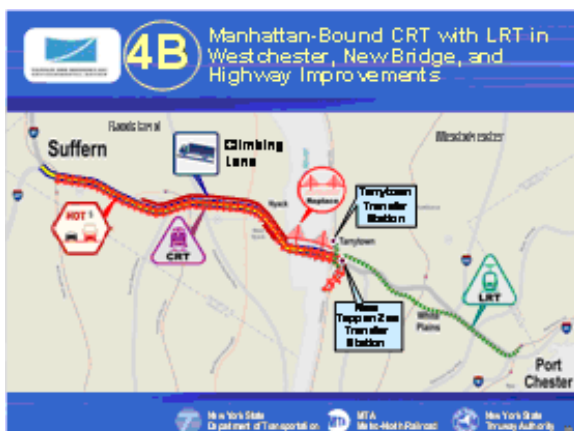 4B
Manhattan-Bound CRT with LRT in
Westchester, New Bridge, and
Highway Improvements
Rockland
Westchester
Suffern
Climbing
Lane
HOT
CRT
Nyack
Replace
Tarrytown
Transfer
Station
Tarrytown
New
Tappan Zee
Transfer
Station
White
Plains
LRT
Port
Chester
New York State
Department of Transportation
MTA
Metro-North Railroad
New York State
Thruway Authority